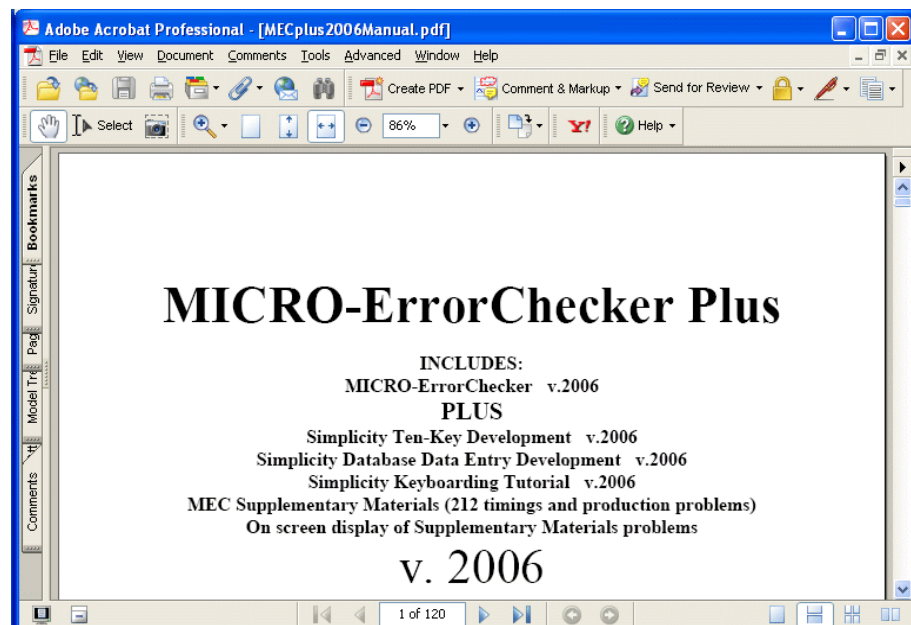 Adobe Acrobat Professional - [MECplus2006Manual.pdf]
File Edit View Document Comments Tools Advanced Window Help
Create PDF Comment & Markup Send for Review
Select 86% Y! Help
Bookmarks
Signatur
Pag
Model Tre
Comments
MICRO-ErrorChecker Plus
INCLUDES:
MICRO-ErrorChecker v.2006
PLUS
Simplicity Ten-Key Development v.2006
Simplicity Database Data Entry Development v.2006
Simplicity Keyboarding Tutorial v.2006
MEC Supplementary Materials (212 timings and production problems)
On screen display of Supplementary Materials problems
v. 2006
1 of 120